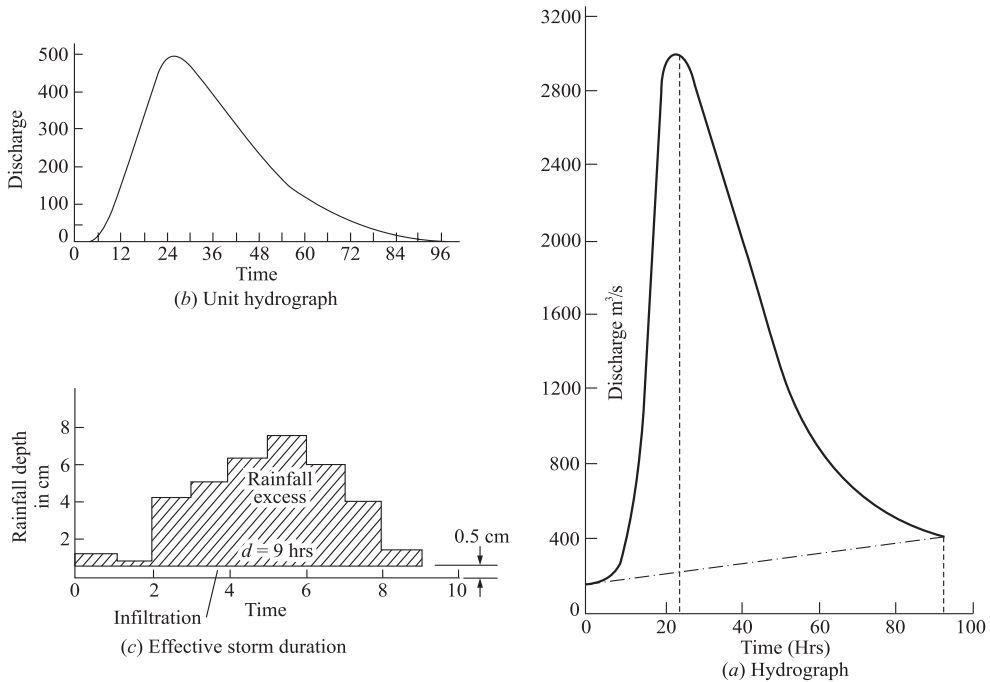 500
400
300
200
100
0
Discharge
0 12 24 36 48 60 72 84 96
Time
(b) Unit hydrograph
8
6
4
2
Rainfall depth
in cm
Rainfall
excess
d = 9 hrs
0.5 cm
0 2 4 6 8 10
Infiltration
Time
(c) Effective storm duration
3200
2800
2400
2000
1600
1200
800
400
0
Discharge m³/s
0 20 40 60 80 100
Time (Hrs)
(a) Hydrograph